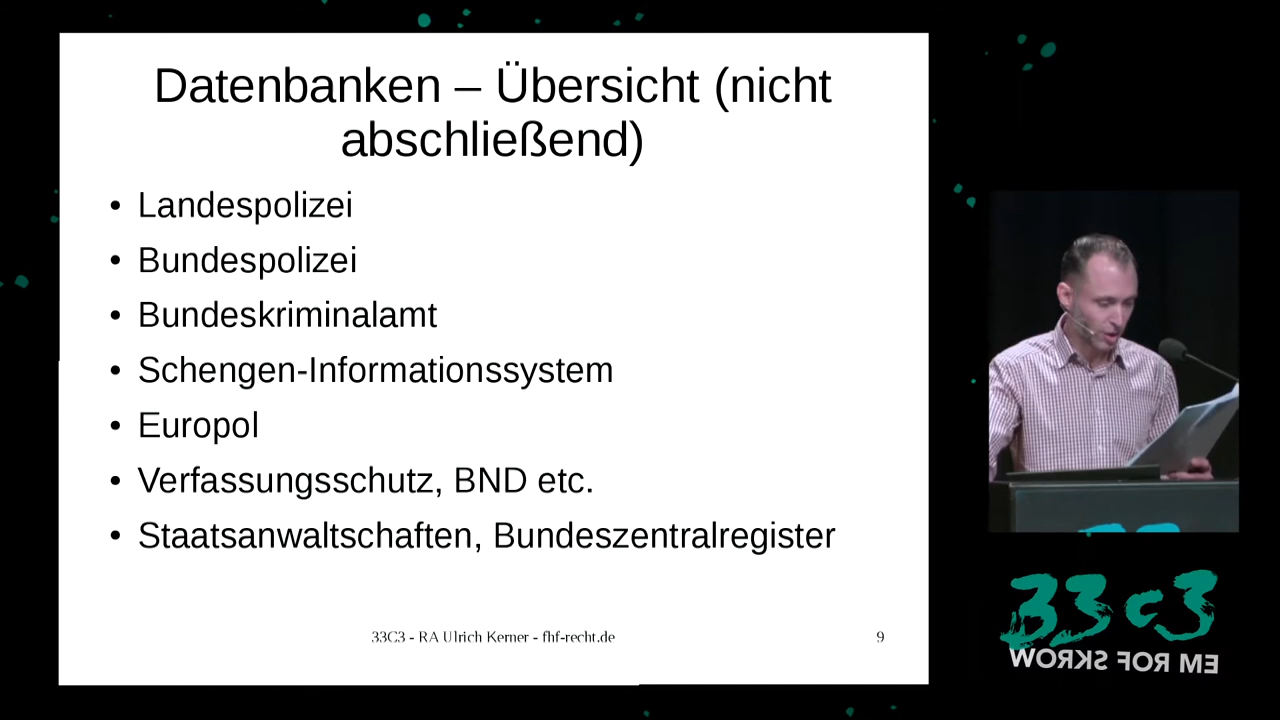 Datenbanken – Übersicht (nicht
abschließend)
• Landespolizei
• Bundespolizei
• Bundeskriminalamt
• Schengen-Informationssystem
• Europol
• Verfassungsschutz, BND etc.
• Staatsanwaltschaften, Bundeszentralregister
33C3 - RA Ulrich Kerner - fhf-recht.de
9
33c3
WORKS FOR ME